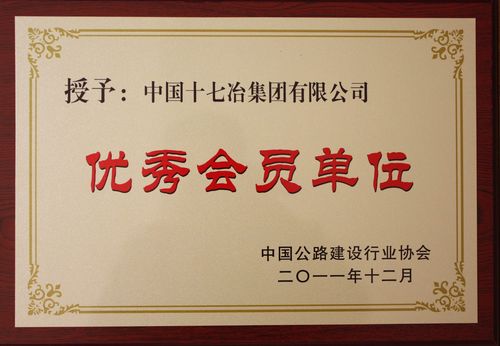 授予：中国十七冶集团有限公司
优秀会员单位
中国公路建设行业协会
二〇一一年十二月